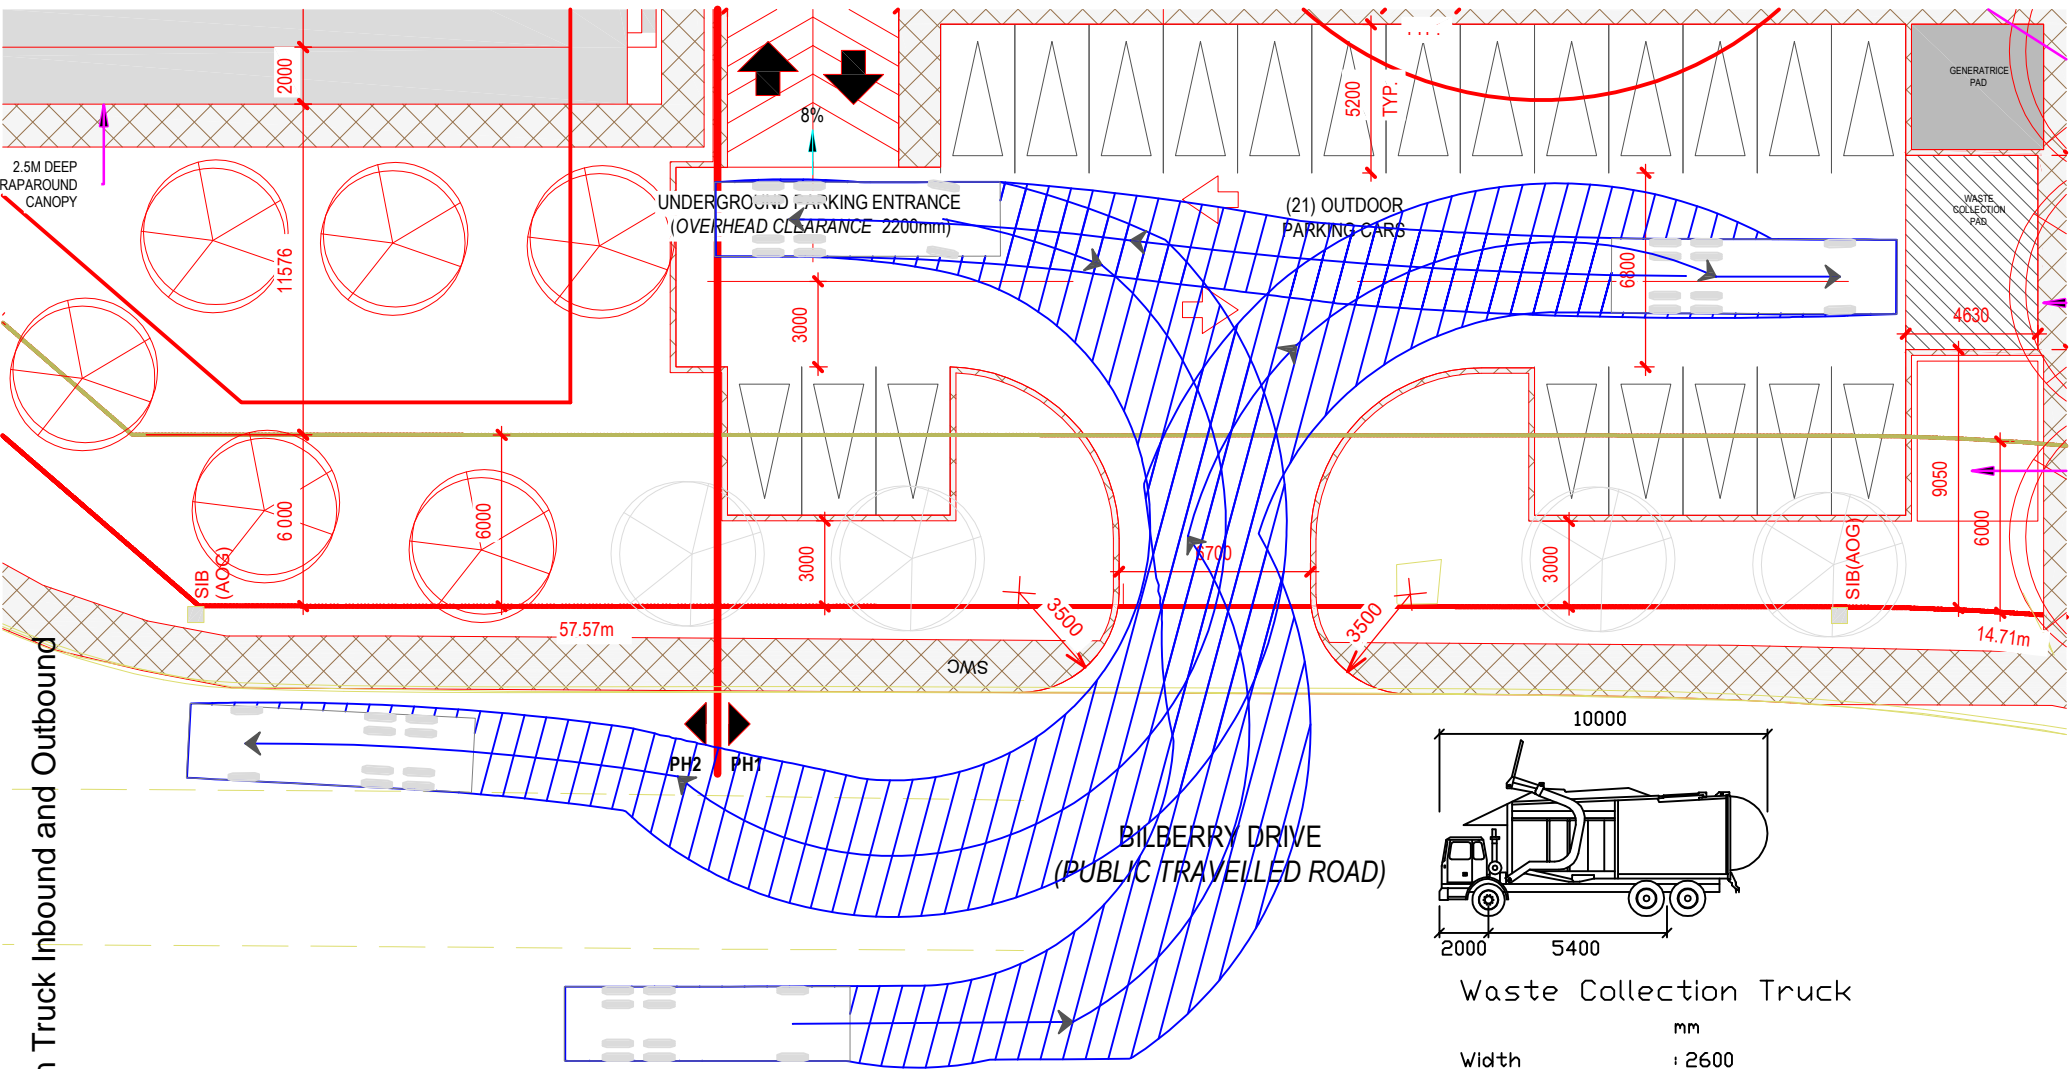 2000
8%
5200
TYP.
GENERATRICE
PAD
2.5M DEEP
RAPAROUND
CANOPY
UNDERGROUND PARKING ENTRANCE
(OVERHEAD CLEARANCE 2200mm)
(21) OUTDOOR
PARKING CARS
WASTE
COLLECTION
PAD
11576
3000
6800
4630
6 000
6000
SIB
(AOG)
3000
6700
3000
9050
6000
SIB(AOG)
3500
3500
57.57m
14.71m
SWC
PH2
PH1
BILBERRY DRIVE
(PUBLIC TRAVELLED ROAD)
Truck Inbound and Outbound
10000
2000
5400
Waste Collection Truck
mm
Width : 2600